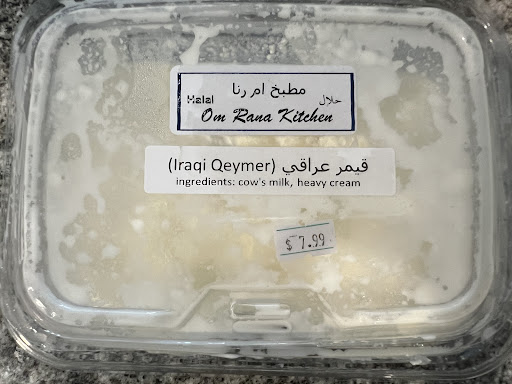 مطبخ ام رنا
Halal حلال
Om Rana Kitchen
(Iraqi Qeymer) قيمر عراقي
ingredients: cow's milk, heavy cream
$ 7.99